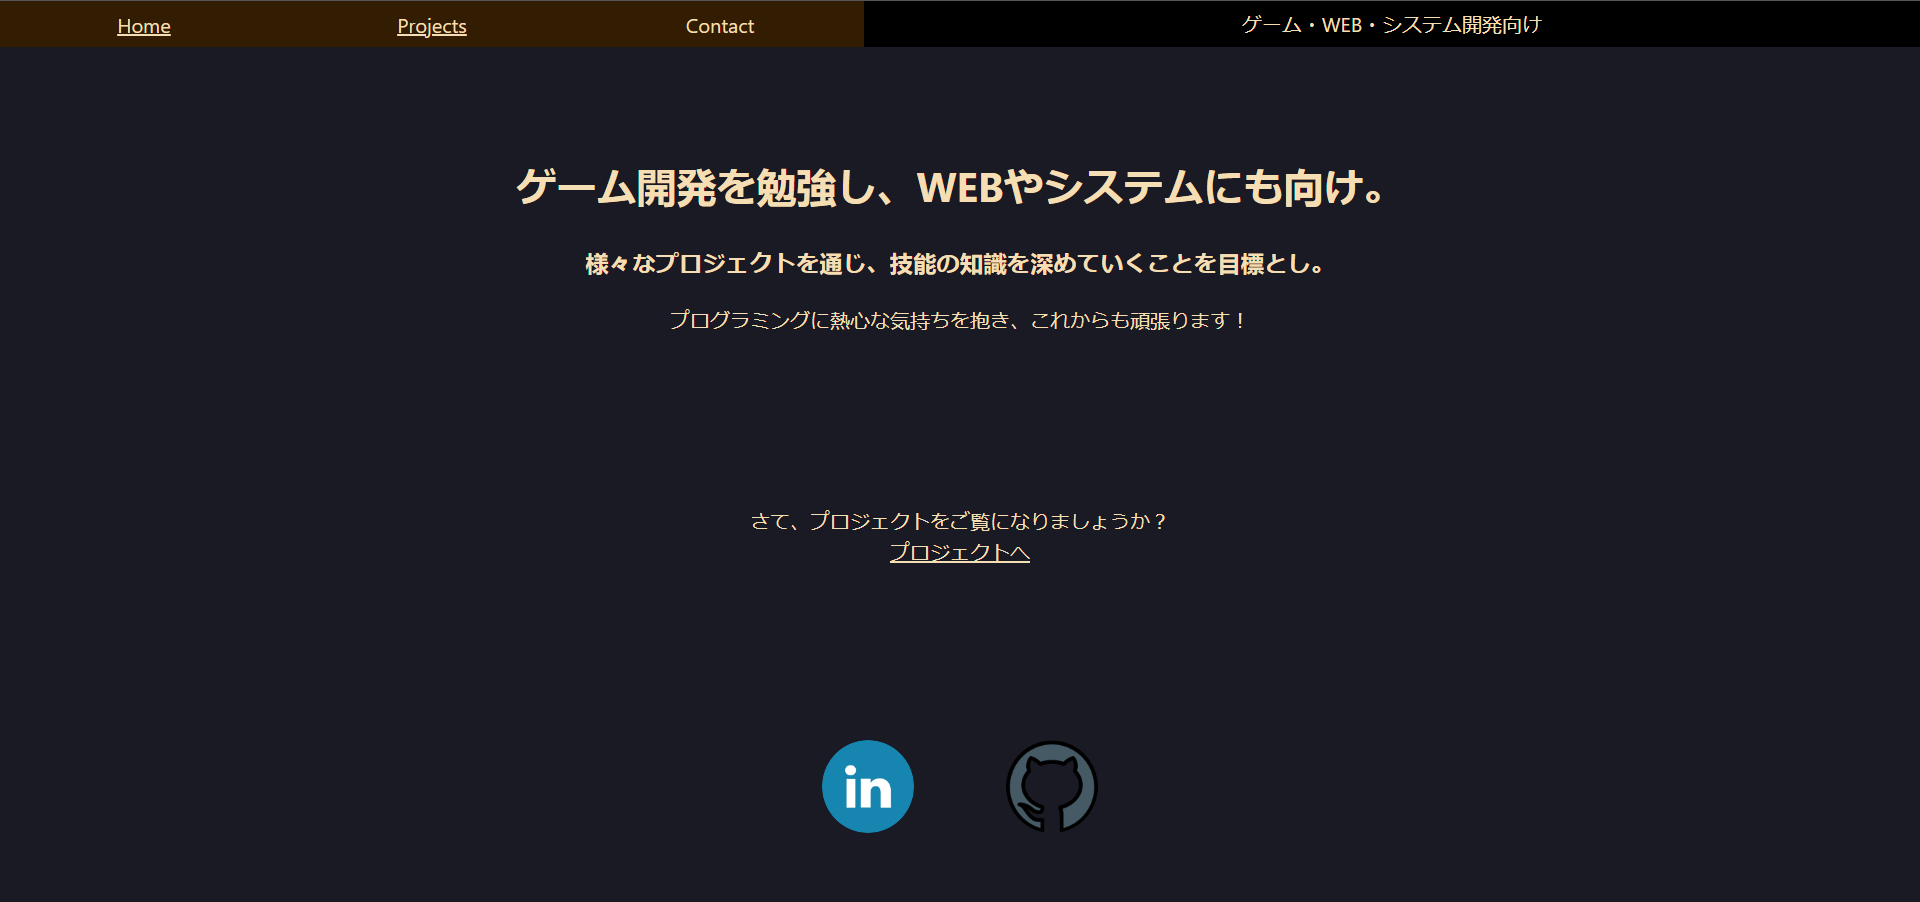 Home
Projects
Contact
ゲーム・WEB・システム開発向け
ゲーム開発を勉強し、WEBやシステムにも向け。
様々なプロジェクトを通じ、技能の知識を深めていくことを目標とし。
プログラミングに熱心な気持ちを抱き、これからも頑張ります！
さて、プロジェクトをご覧になりましょうか？
プロジェクトへ
in